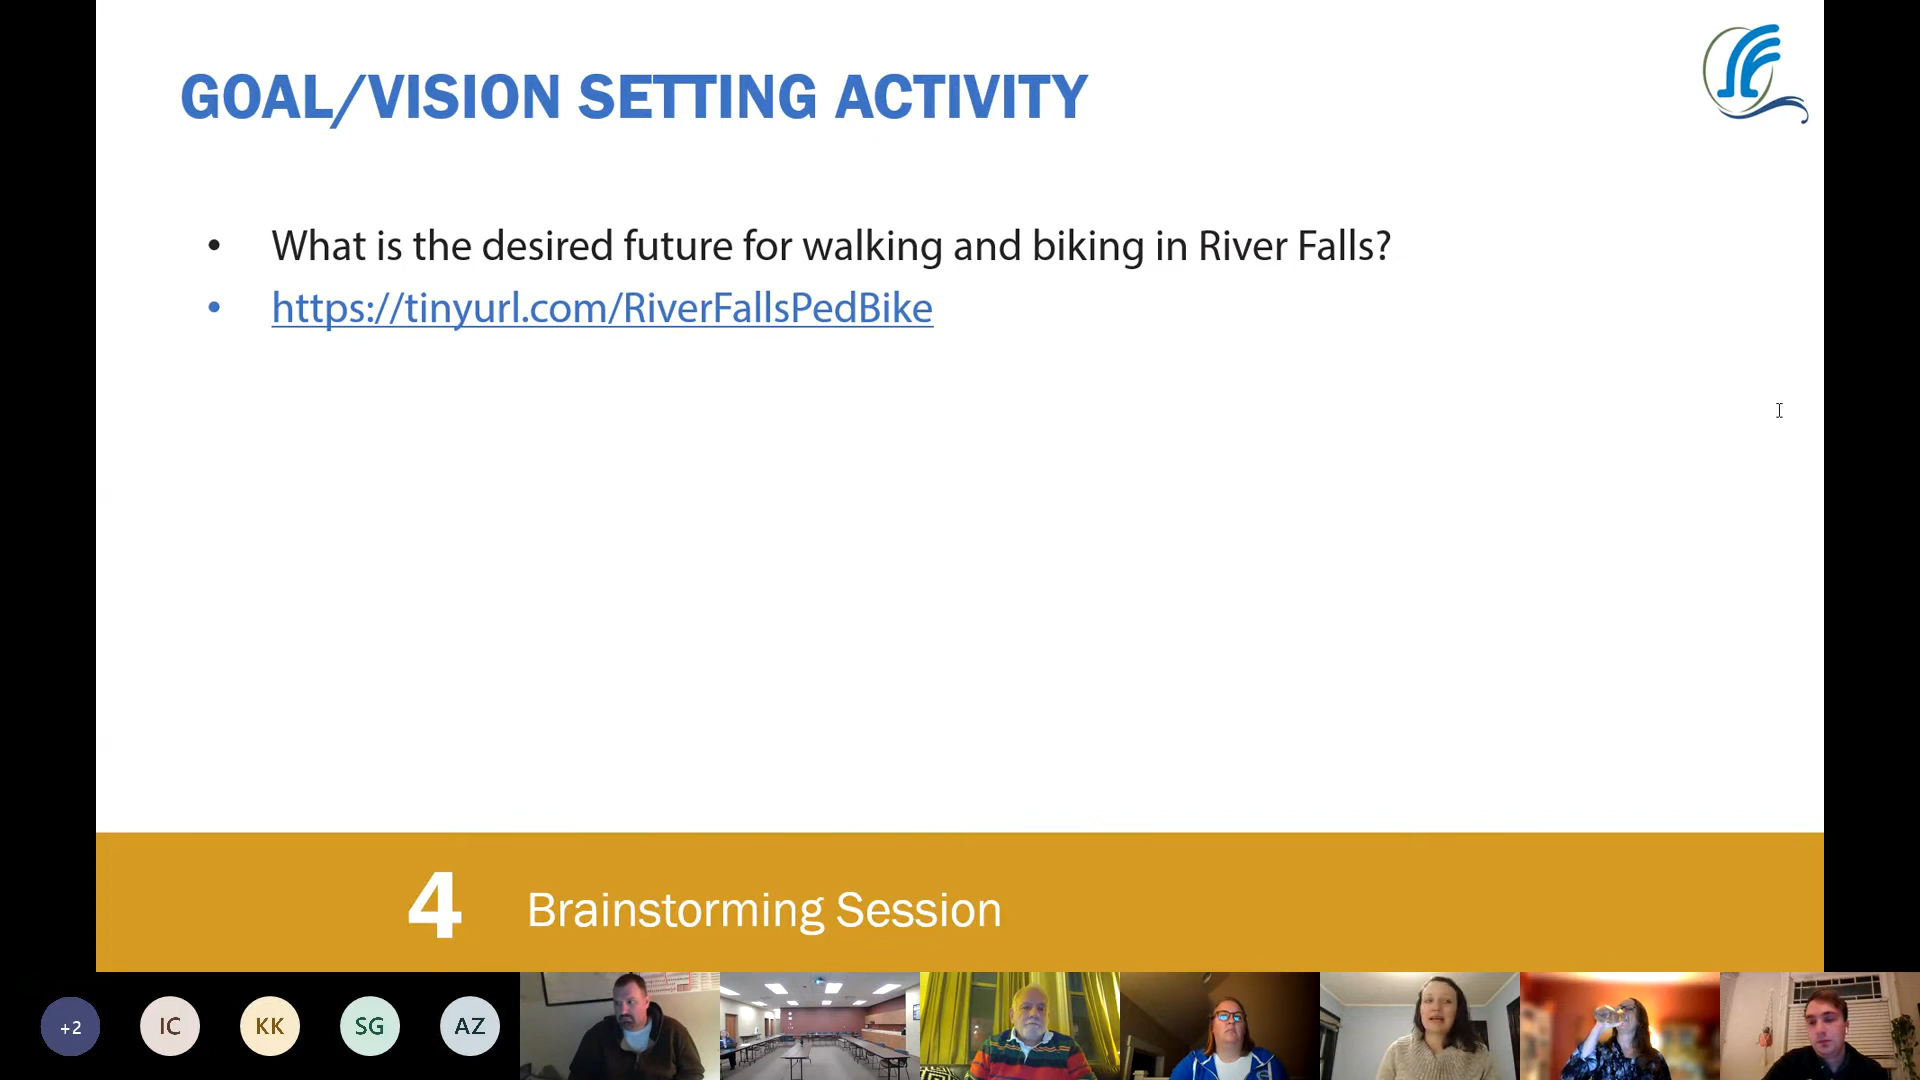 GOAL/VISION SETTING ACTIVITY
• What is the desired future for walking and biking in River Falls?
• https://tinyurl.com/RiverFallsPedBike
4 Brainstorming Session
+2 IC KK SG AZ